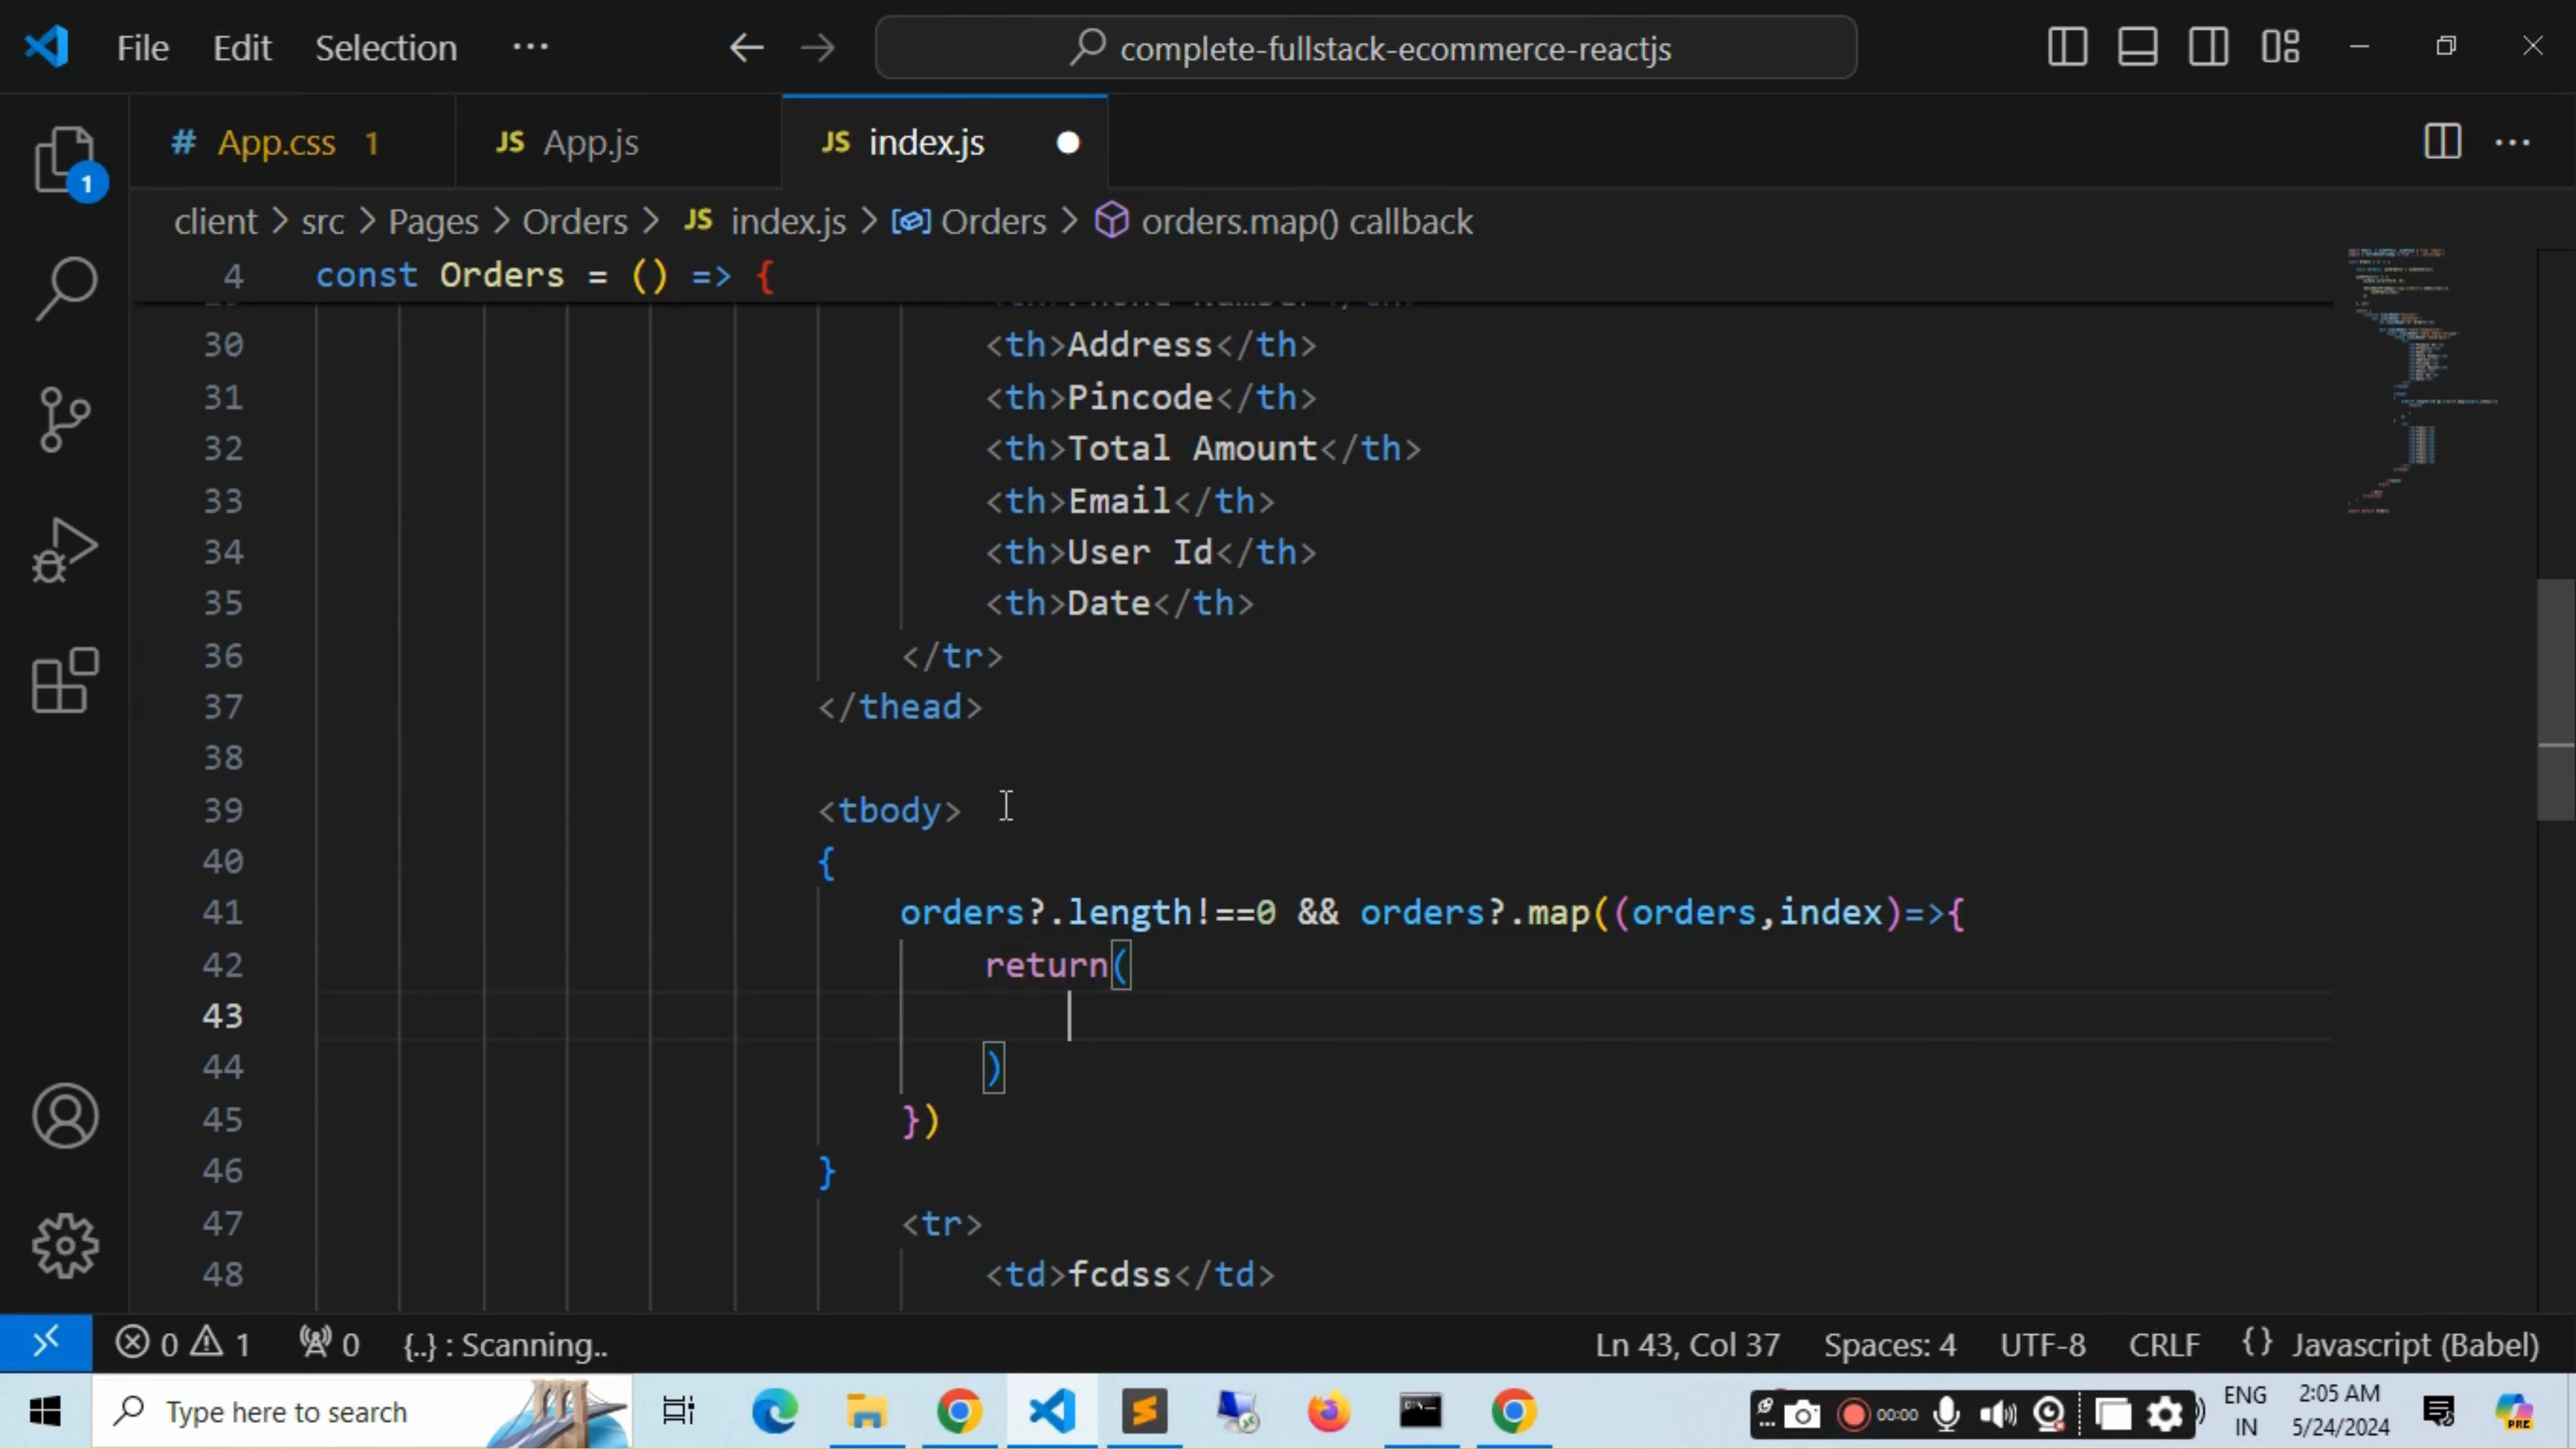 File Edit Selection ··· complete-fullstack-ecommerce-reactjs
# App.css 1 JS App.js JS index.js
1
client > src > Pages > Orders > JS index.js > Orders > orders.map() callback
4 const Orders = () => {
30 <th>Address</th>
31 <th>Pincode</th>
32 <th>Total Amount</th>
33 <th>Email</th>
34 <th>User Id</th>
35 <th>Date</th>
36 </tr>
37 </thead>
38
39 <tbody>
40 {
41 orders?.length!==0 && orders?.map((orders,index)=>{
42 return(
43
44 )
45 })
46 }
47 <tr>
48 <td>fcdss</td>
0 1 0 {..} : Scanning.. Ln 43, Col 37 Spaces: 4 UTF-8 CRLF {} Javascript (Babel)
Type here to search 00:00 ENG IN 2:05 AM 5/24/2024 PRE